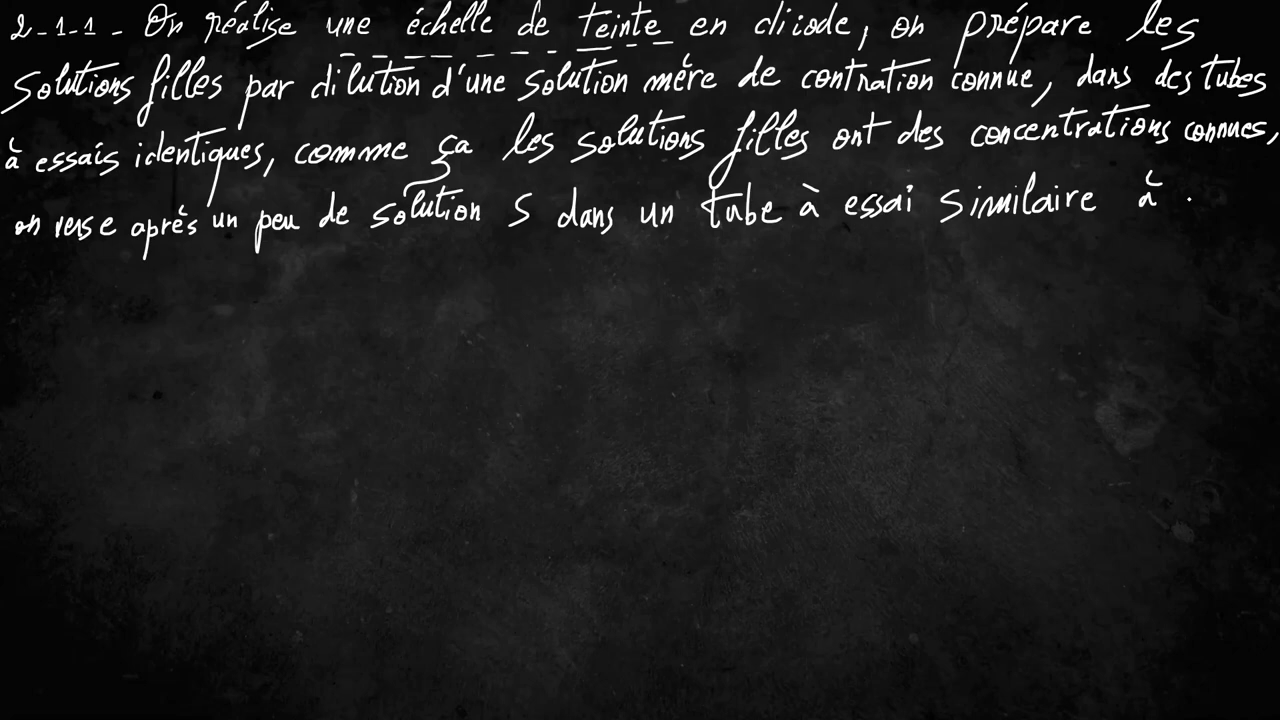 2-1-1- On réalise une échelle de teinte en diiode, on prépare les
solutions filles par dilution d'une solution mère de contration connue, dans des tubes
à essais identiques, comme ça les solutions filles ont des concentrations connues,
on verse après un peu de solution S dans un tube à essai similaire à .